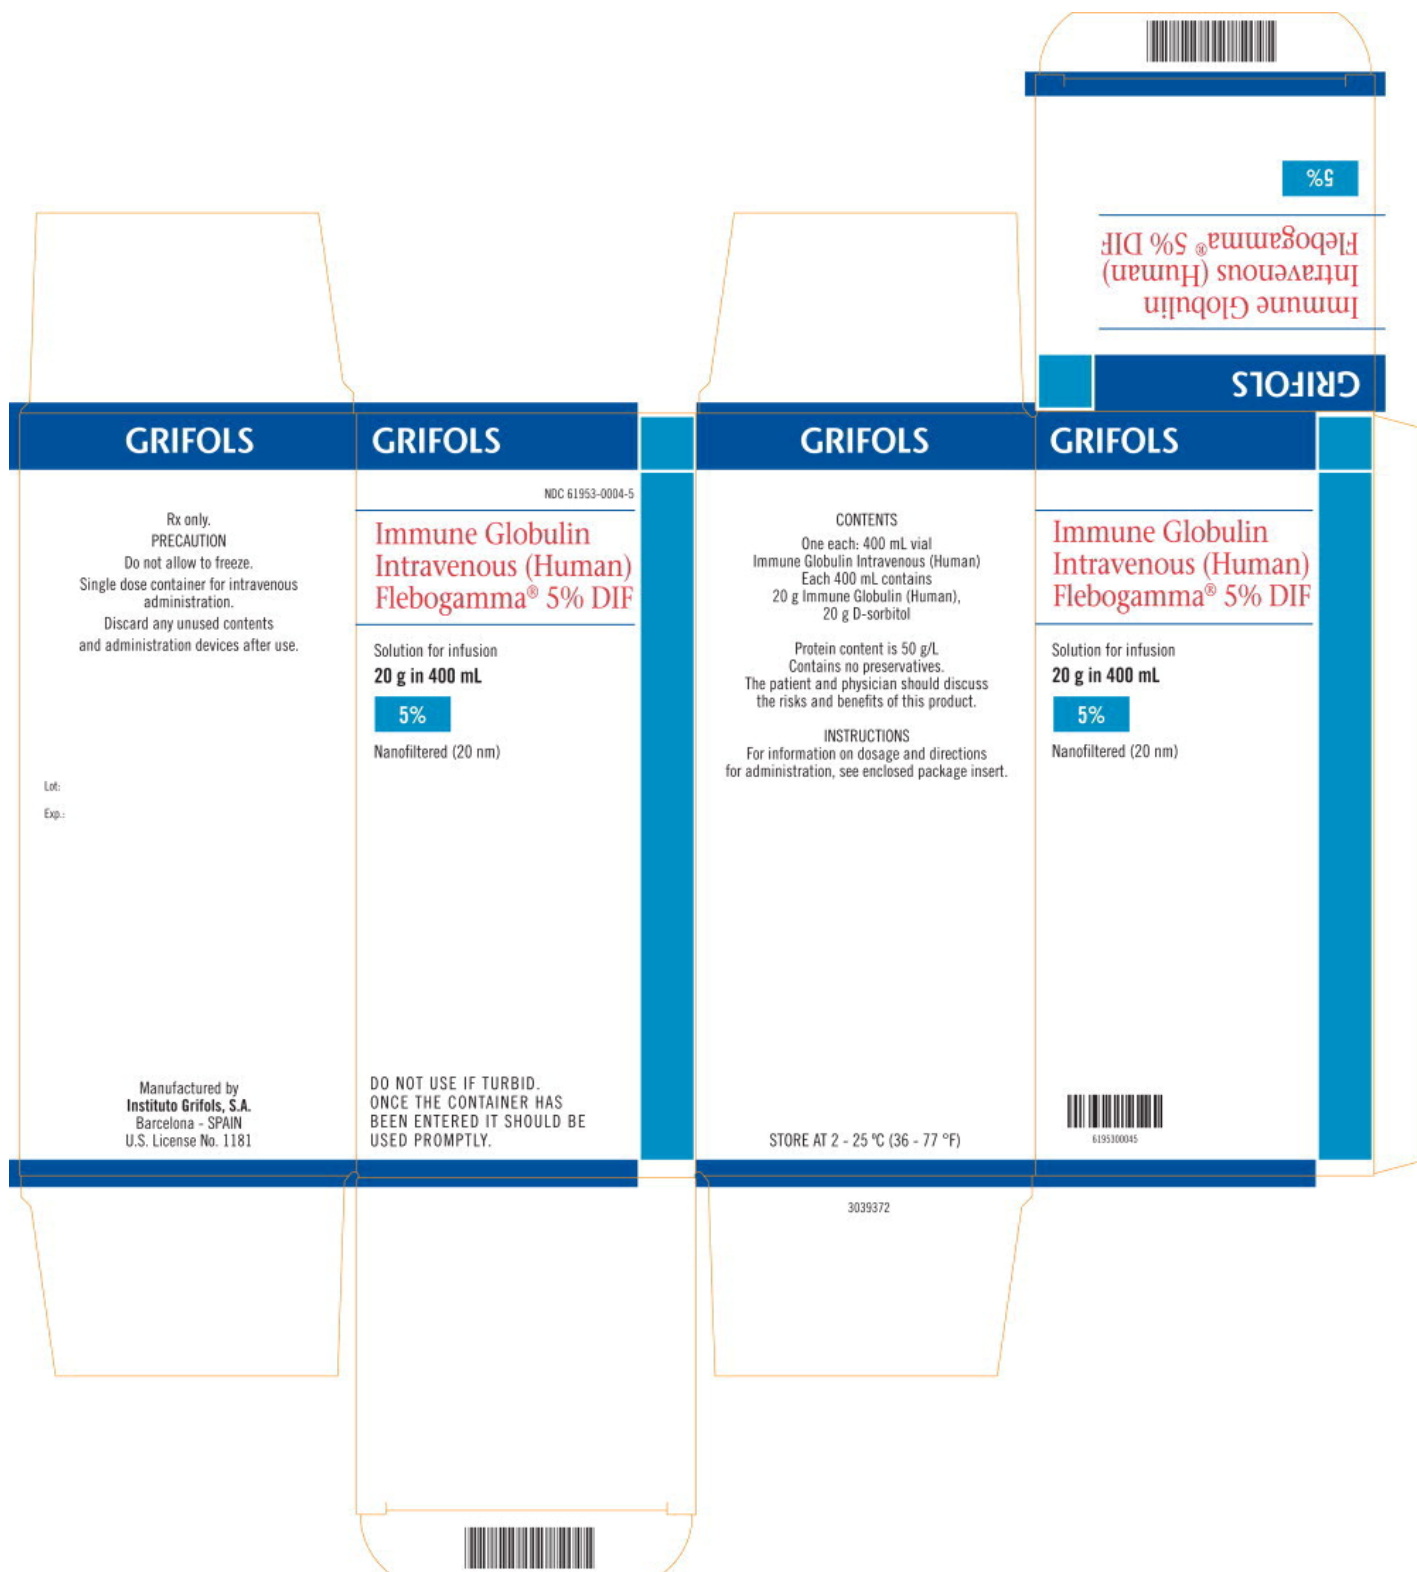 5%
Immune Globulin
Intravenous (Human)
Flebogamma® 5% DIF
GRIFOLS
GRIFOLS
Rx only.
PRECAUTION
Do not allow to freeze.
Single dose container for intravenous
administration.
Discard any unused contents
and administration devices after use.
Lot:
Exp.:
Manufactured by
Instituto Grifols, S.A.
Barcelona - SPAIN
U.S. License No. 1181
GRIFOLS
NDC 61953-0004-5
Immune Globulin
Intravenous (Human)
Flebogamma® 5% DIF
Solution for infusion
20 g in 400 mL
5%
Nanofiltered (20 nm)
DO NOT USE IF TURBID.
ONCE THE CONTAINER HAS
BEEN ENTERED IT SHOULD BE
USED PROMPTLY.
GRIFOLS
CONTENTS
One each: 400 mL vial
Immune Globulin Intravenous (Human)
Each 400 mL contains
20 g Immune Globulin (Human),
20 g D-sorbitol
Protein content is 50 g/L
Contains no preservatives.
The patient and physician should discuss
the risks and benefits of this product.
INSTRUCTIONS
For information on dosage and directions
for administration, see enclosed package insert.
STORE AT 2 - 25 ºC (36 - 77 °F)
3039372
GRIFOLS
Immune Globulin
Intravenous (Human)
Flebogamma® 5% DIF
Solution for infusion
20 g in 400 mL
5%
Nanofiltered (20 nm)
6195300045